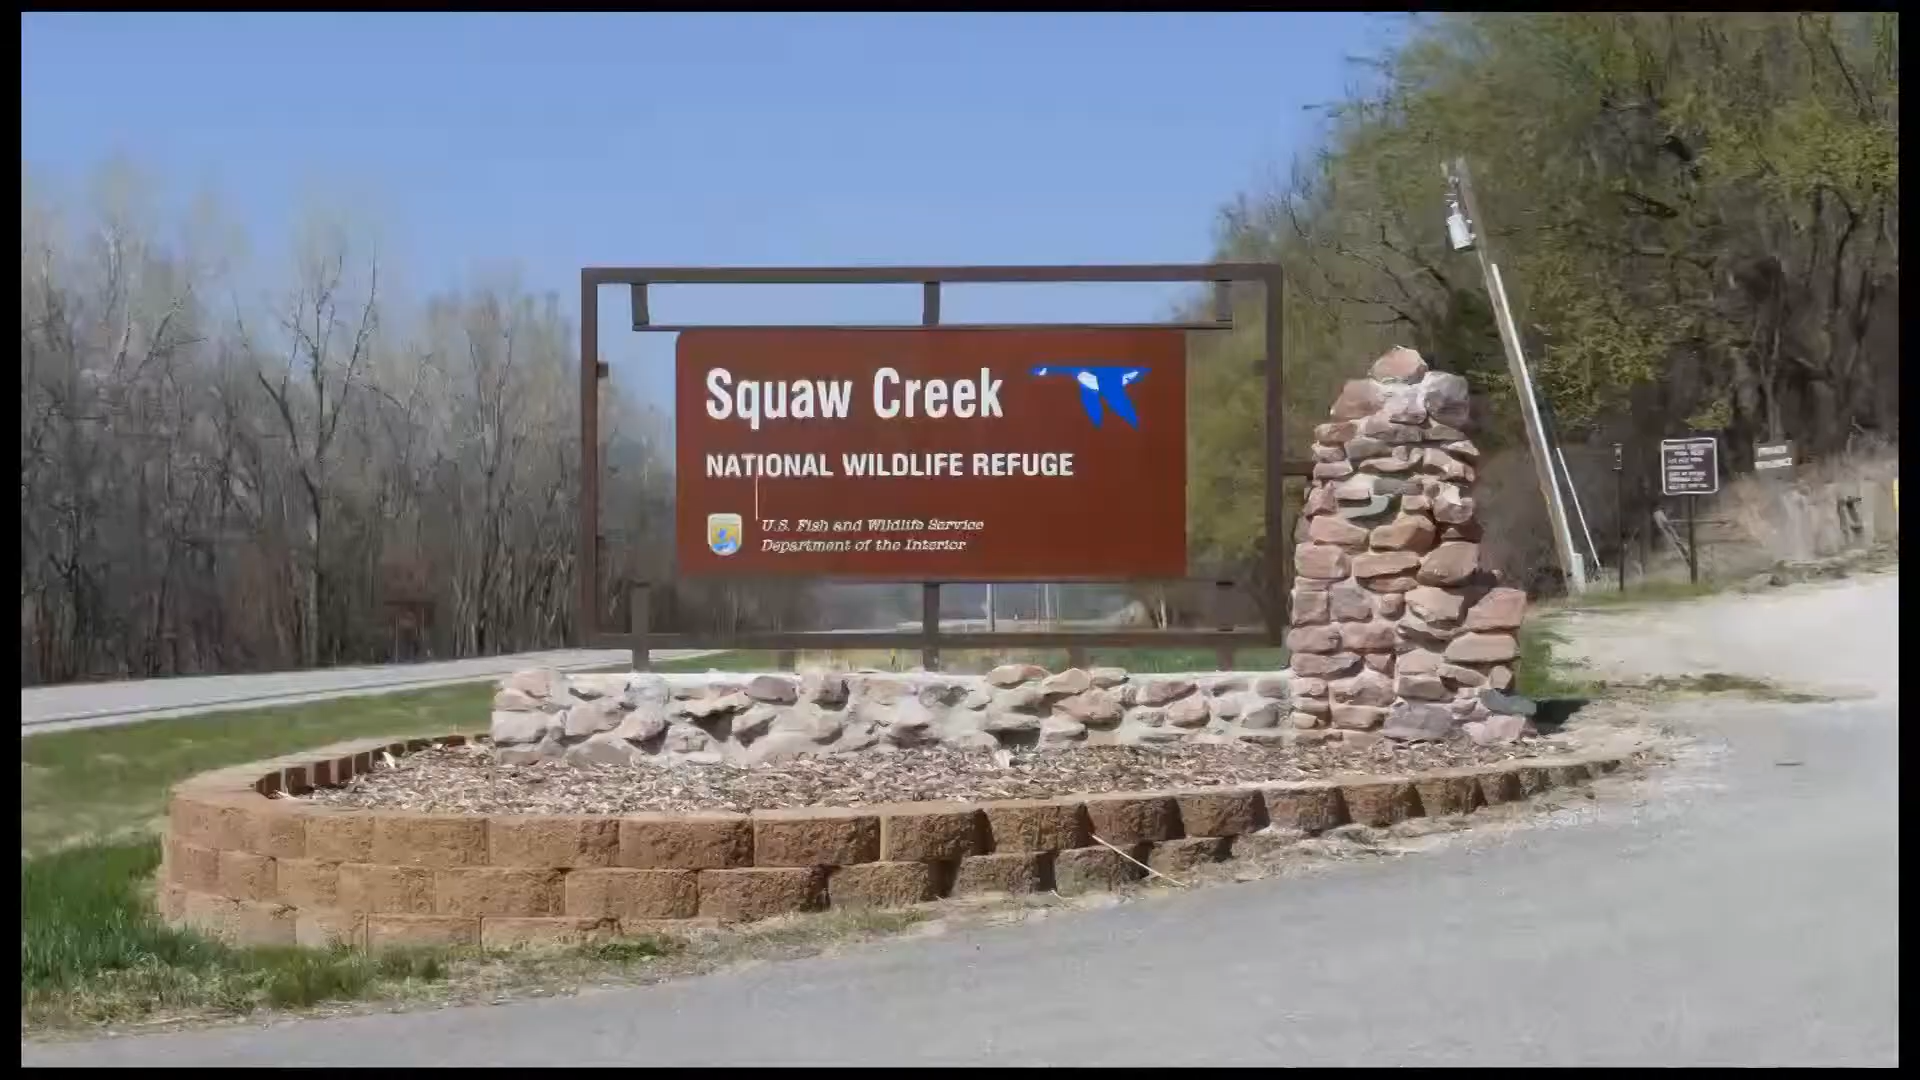 Squaw Creek
NATIONAL WILDLIFE REFUGE
U.S. Fish and Wildlife Service
Department of the Interior